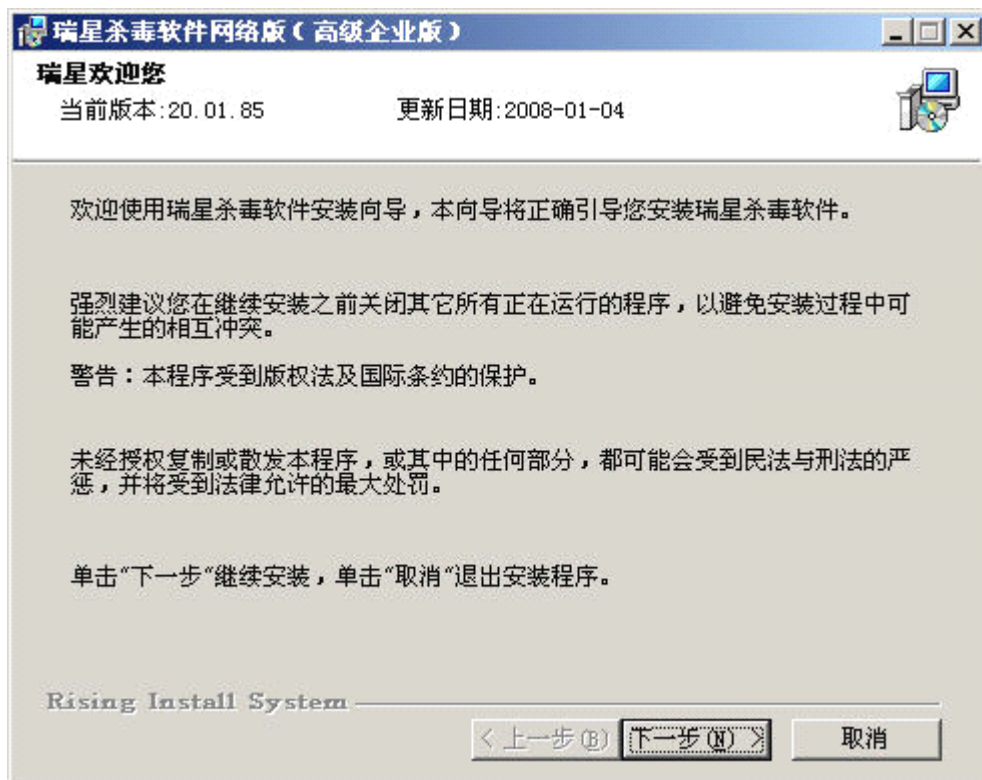 瑞星杀毒软件网络版（高级企业版）
瑞星欢迎您
当前版本:20.01.85 更新日期:2008-01-04
欢迎使用瑞星杀毒软件安装向导，本向导将正确引导您安装瑞星杀毒软件。
强烈建议您在继续安装之前关闭其它所有正在运行的程序，以避免安装过程中可
能产生的相互冲突。
警告：本程序受到版权法及国际条约的保护。
未经授权复制或散发本程序，或其中的任何部分，都可能会受到民法与刑法的严
惩，并将受到法律允许的最大处罚。
单击“下一步”继续安装，单击“取消”退出安装程序。
Rising Install System
< 上一步(B) 下一步(N) > 取消